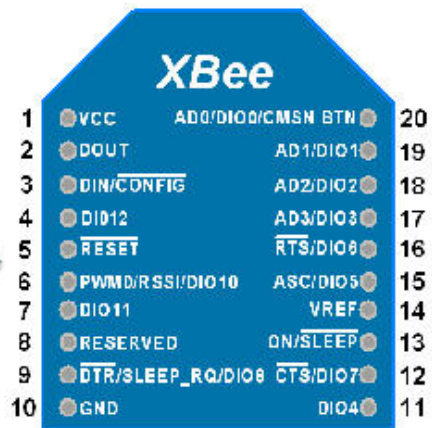 XBee
1 VCC AD0/DIO0/CMSN BTN 20
2 DOUT AD1/DIO1 19
3 DIN/CONFIG AD2/DIO2 18
4 DIO12 AD3/DIO3 17
5 RESET RTS/DIO6 16
6 PWM0/RSSI/DIO10 ASC/DIO5 15
7 DIO11 VREF 14
8 RESERVED ON/SLEEP 13
9 DTR/SLEEP_RQ/DIO8 CTS/DIO7 12
10 GND DIO4 11